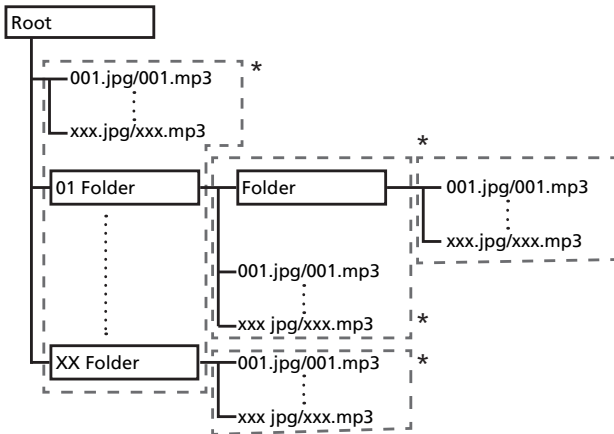 Root
001.jpg/001.mp3
*
xxx.jpg/xxx.mp3
*
01 Folder
Folder
001.jpg/001.mp3
xxx.jpg/xxx.mp3
001.jpg/001.mp3
xxx jpg/xxx.mp3
*
XX Folder
001.jpg/001.mp3
*
xxx jpg/xxx.mp3